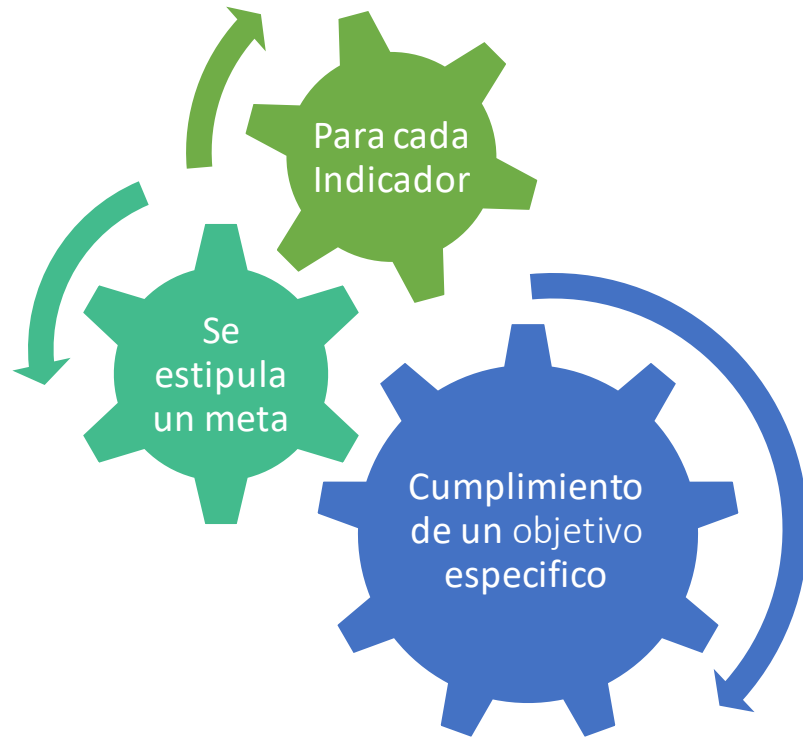 Para cada
Indicador
Se
estipula
un meta
Cumplimiento
de un objetivo
especifico